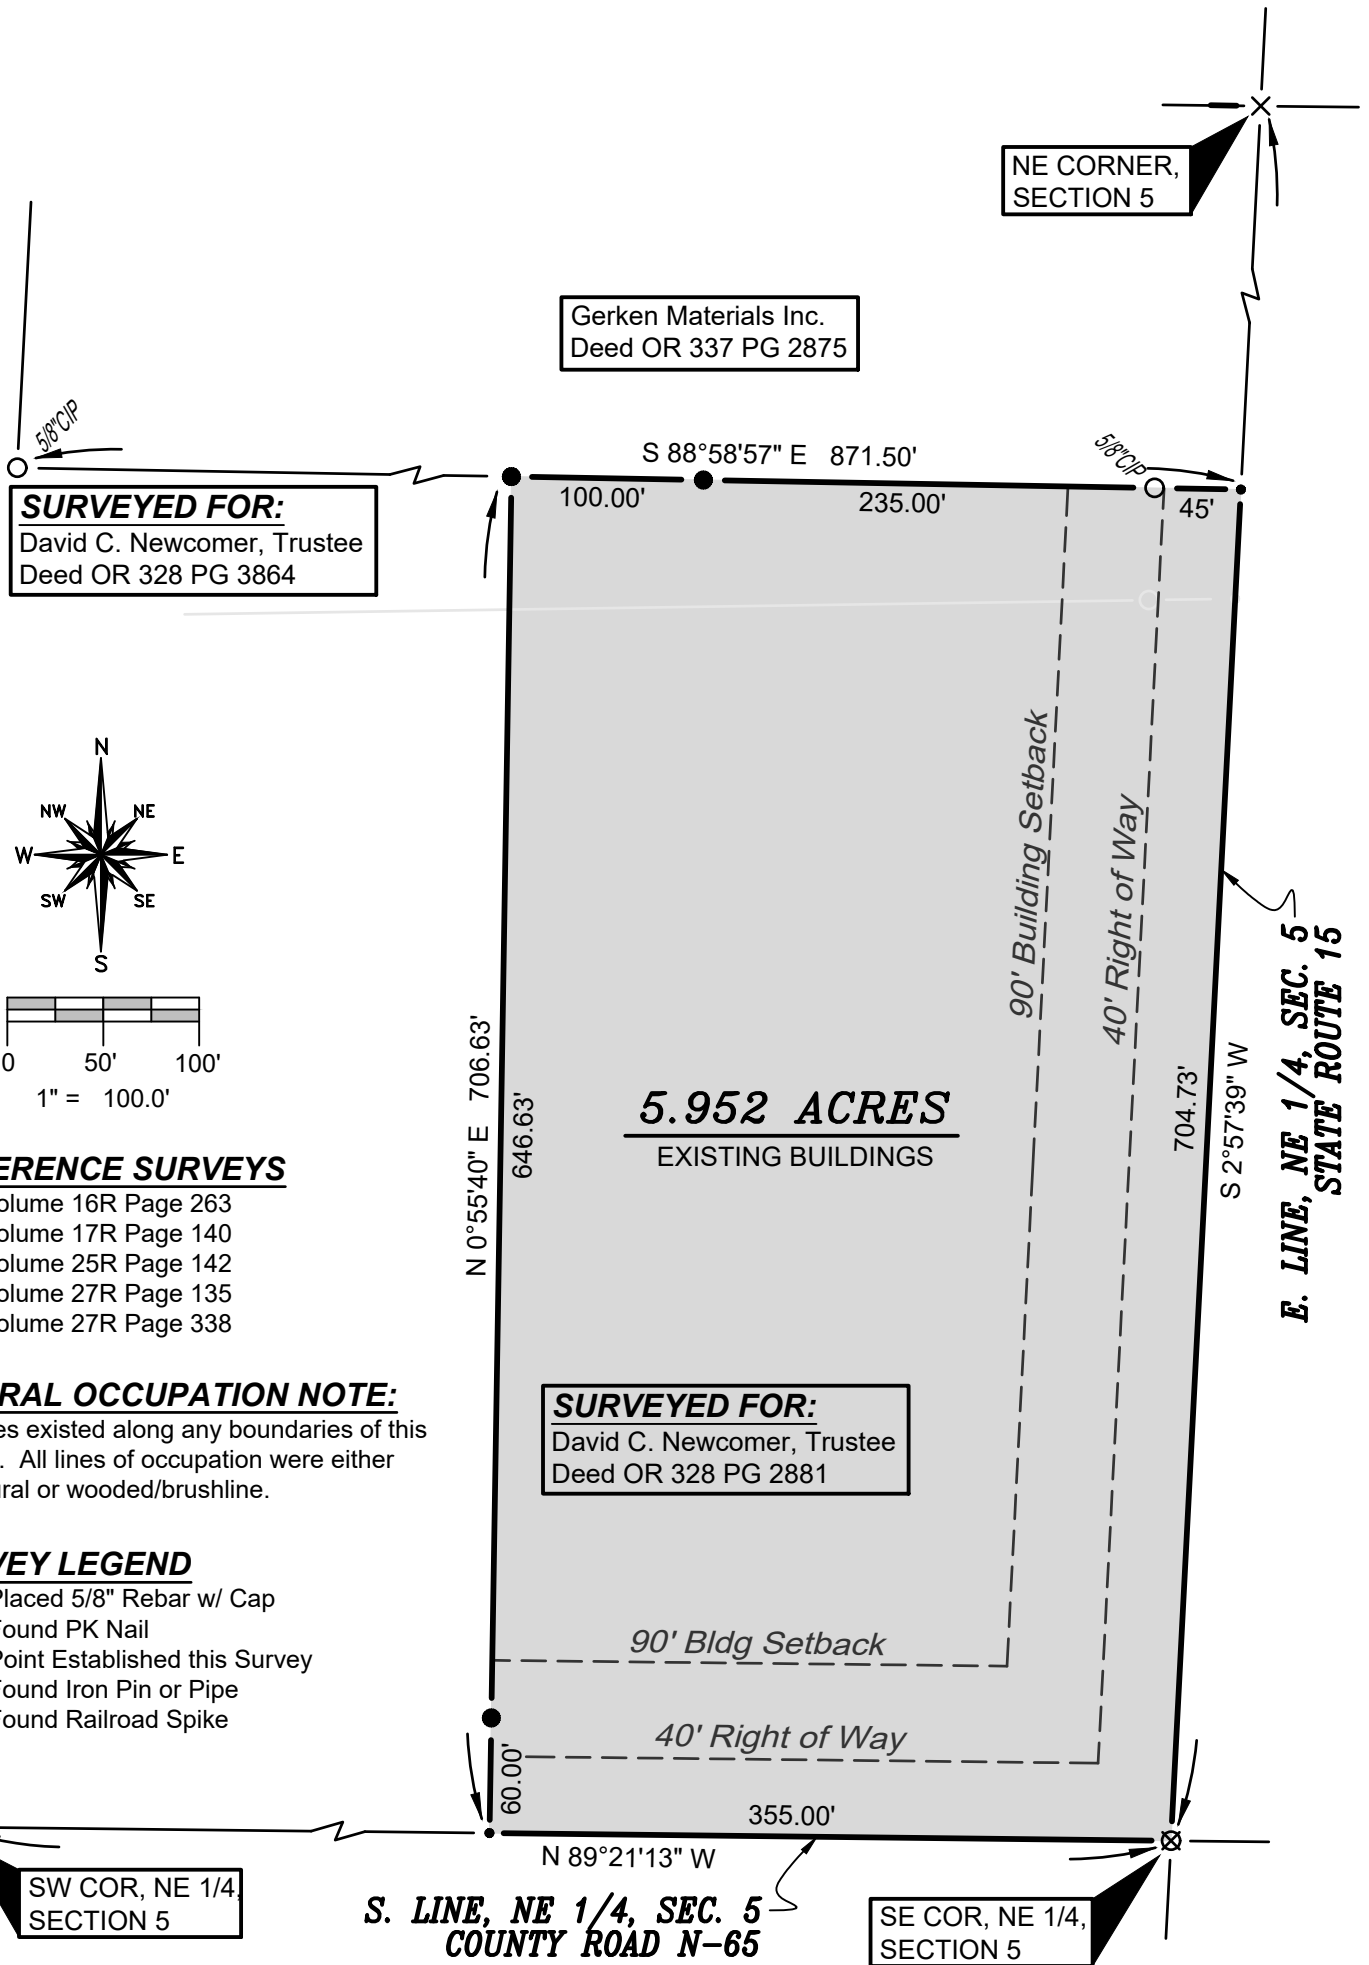 NE CORNER,
SECTION 5
Gerken Materials Inc.
Deed OR 337 PG 2875
5/8"CIP
S 88°58'57" E 871.50'
5/8"CIP
100.00'
235.00'
45'
SURVEYED FOR:
David C. Newcomer, Trustee
Deed OR 328 PG 3864
N
NW
NE
W
E
SW
SE
S
0 50' 100'
1" = 100.0'
90' Building Setback
40' Right of Way
E. LINE, NE 1/4, SEC. 5
STATE ROUTE 15
N 0°55'40" E 706.63'
646.63'
704.73'
S 2°57'39" W
5.952 ACRES
EXISTING BUILDINGS
ERENCE SURVEYS
olume 16R Page 263
olume 17R Page 140
olume 25R Page 142
olume 27R Page 135
olume 27R Page 338
RAL OCCUPATION NOTE:
es existed along any boundaries of this
. All lines of occupation were either
ural or wooded/brushline.
SURVEYED FOR:
David C. Newcomer, Trustee
Deed OR 328 PG 2881
VEY LEGEND
Placed 5/8" Rebar w/ Cap
Found PK Nail
Point Established this Survey
Found Iron Pin or Pipe
Found Railroad Spike
90' Bldg Setback
40' Right of Way
60.00'
355.00'
N 89°21'13" W
SW COR, NE 1/4,
SECTION 5
S. LINE, NE 1/4, SEC. 5
COUNTY ROAD N-65
SE COR, NE 1/4,
SECTION 5